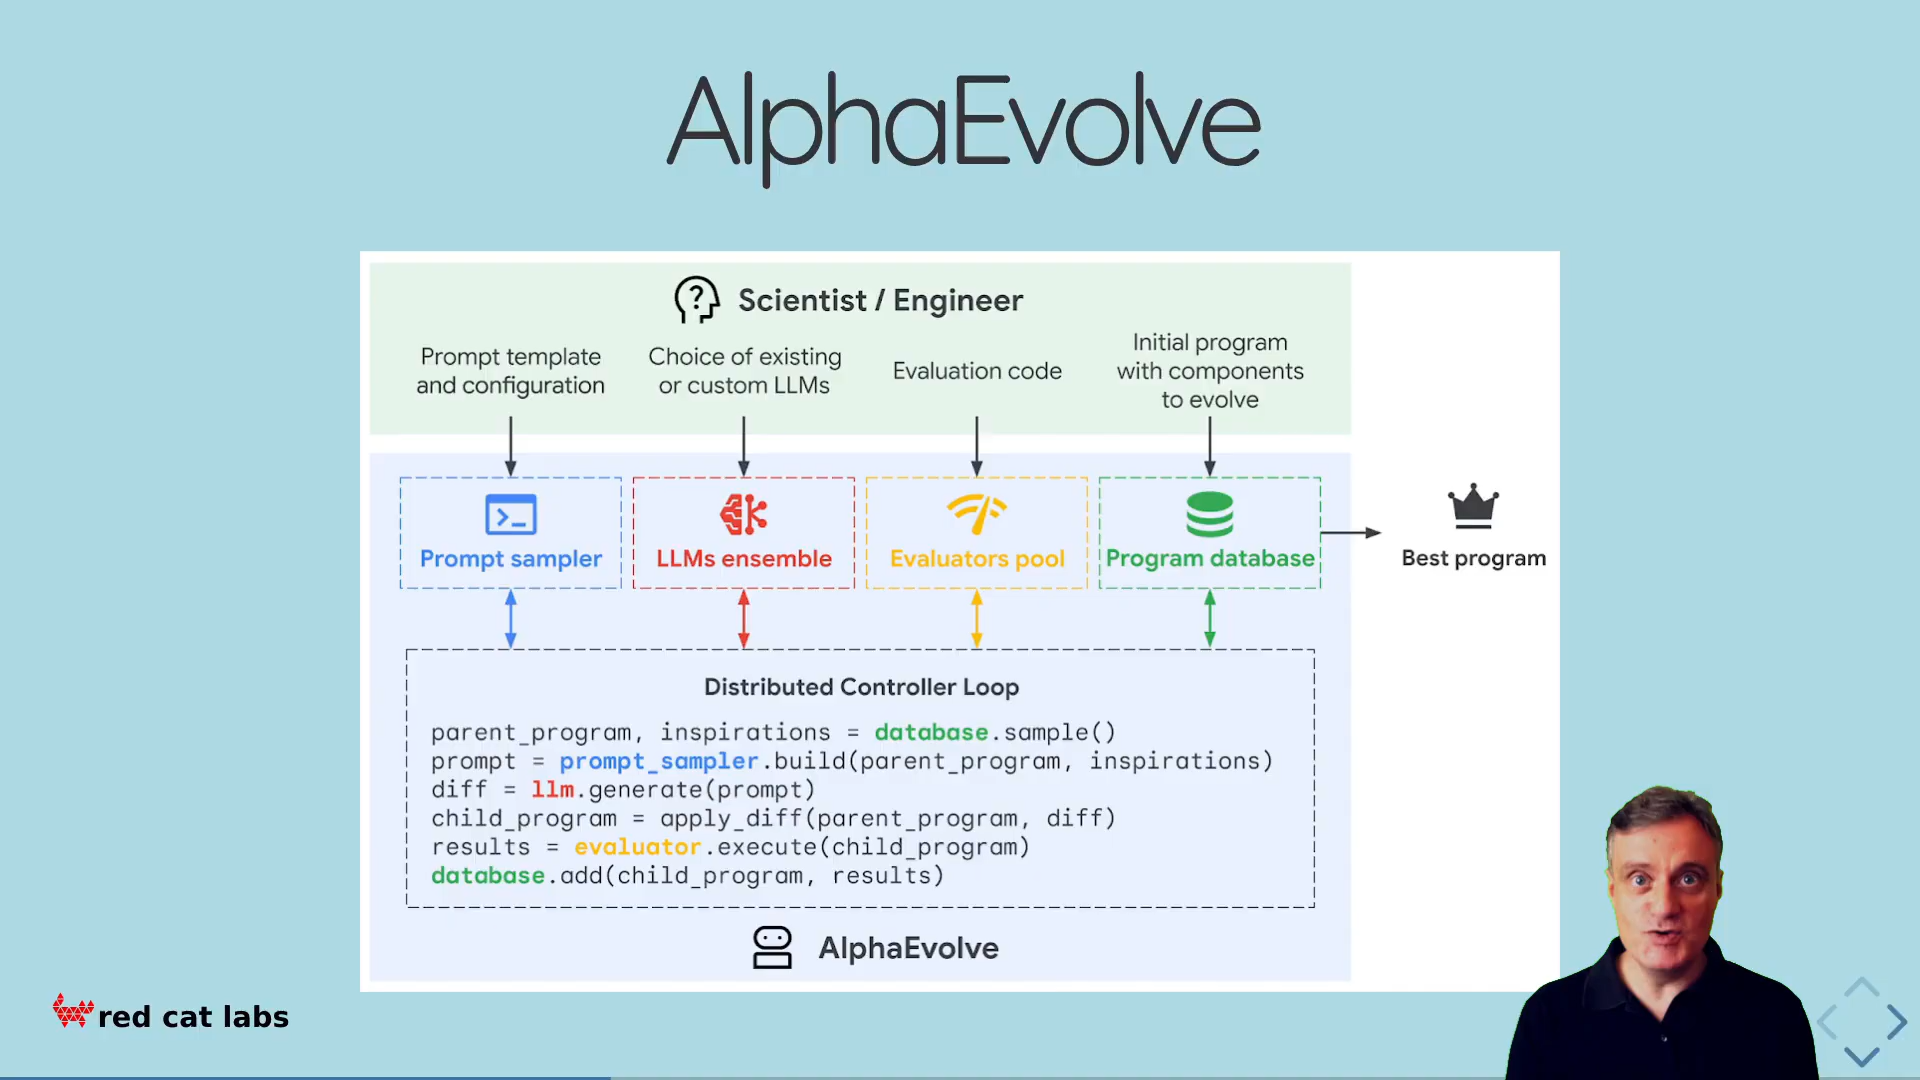 AlphaEvolve
Scientist / Engineer
Prompt template
and configuration
Choice of existing
or custom LLMs
Evaluation code
Initial program
with components
to evolve
Prompt sampler
LLMs ensemble
Evaluators pool
Program database
Best program
Distributed Controller Loop
parent_program, inspirations = database.sample()
prompt = prompt_sampler.build(parent_program, inspirations)
diff = llm.generate(prompt)
child_program = apply_diff(parent_program, diff)
results = evaluator.execute(child_program)
database.add(child_program, results)
AlphaEvolve
red cat labs